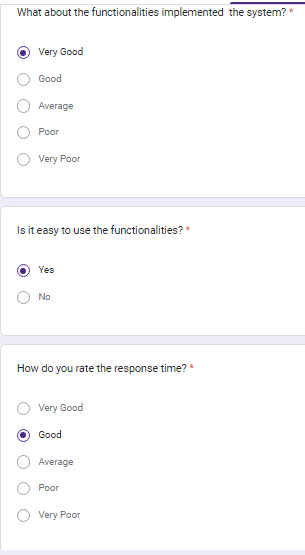 What about the functionalities implemented  the system? *
Very Good
Good
Average
Poor
Very Poor
Is it easy to use the functionalities? *
Yes
No
How do you rate the response time? *
Very Good
Good
Average
Poor
Very Poor